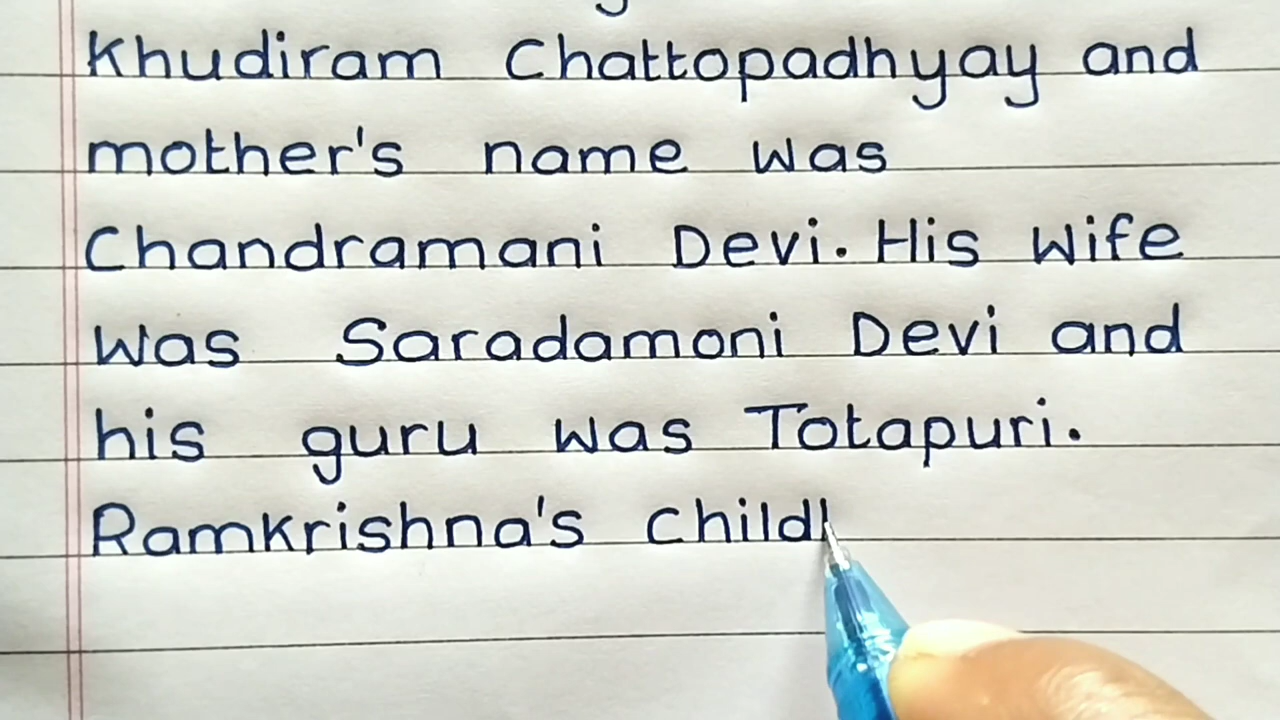 Khudiram Chattopadhyay and
mother's name was
Chandramani Devi. His wife
was Saradamoni Devi and
his guru was Totapuri.
Ramkrishna's child